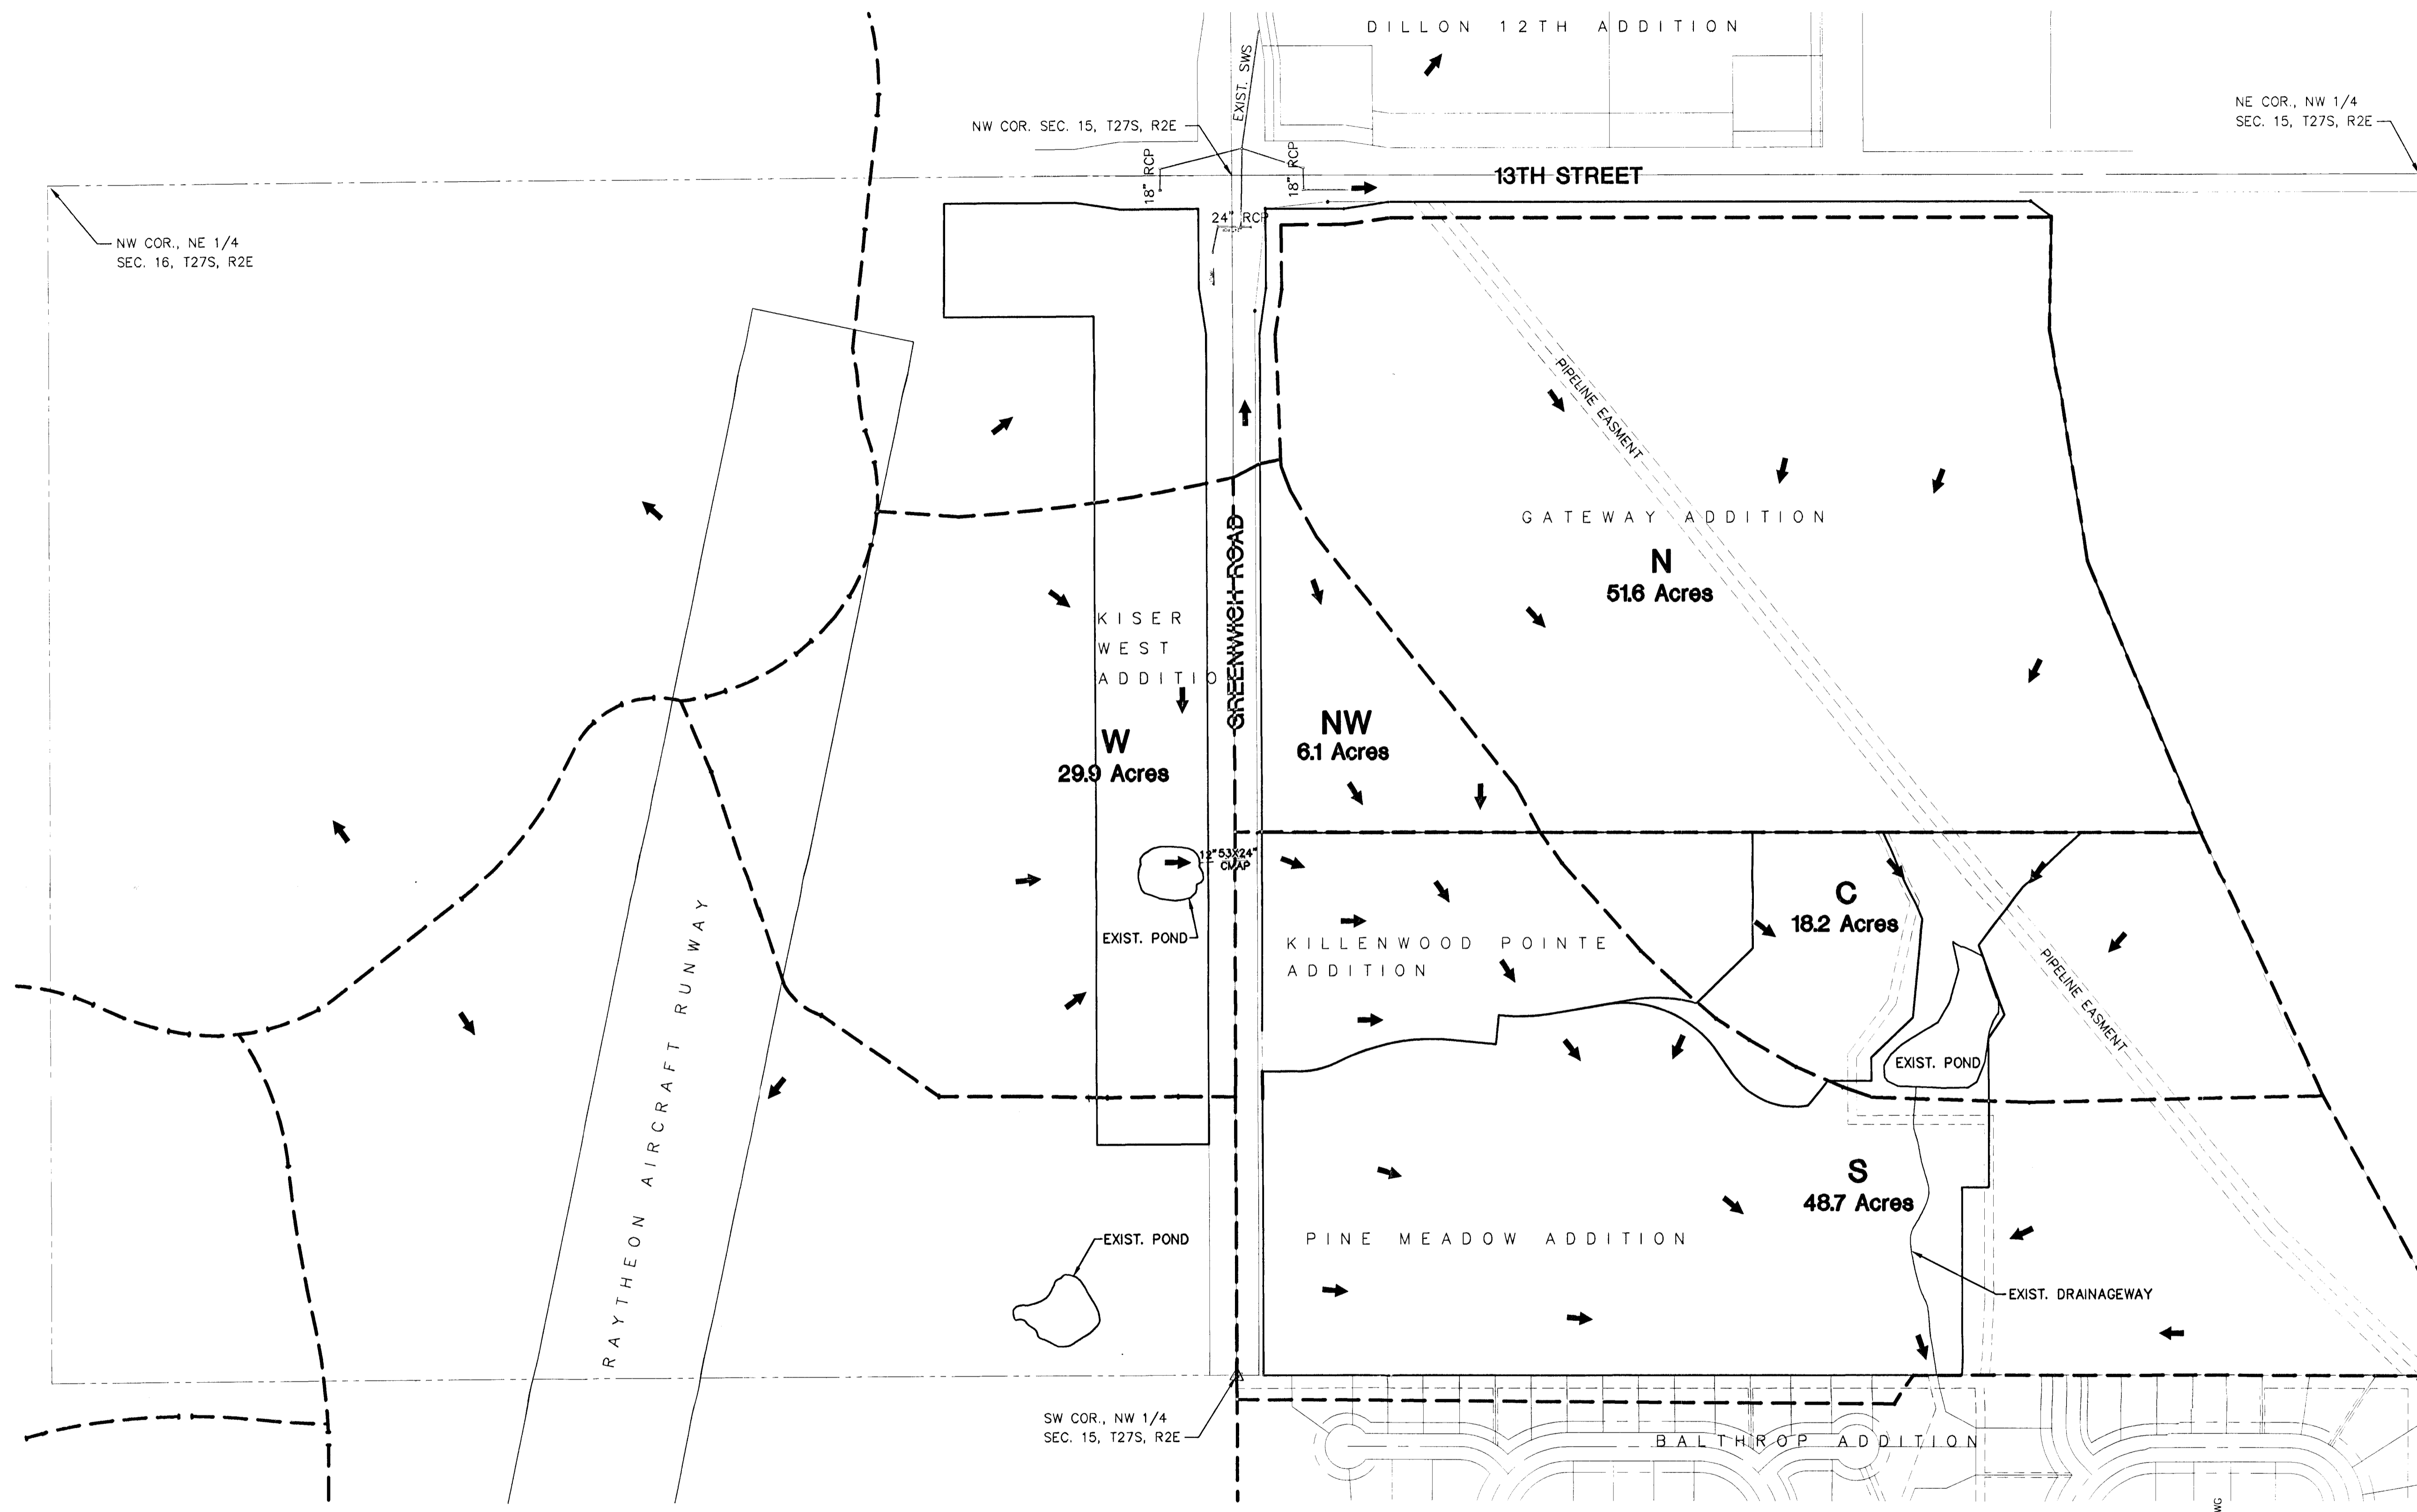 DILLON 12TH ADDITION
EXIST. SWS
NW COR. SEC. 15, T27S, R2E
NE COR., NW 1/4
SEC. 15, T27S, R2E
18" RCP
18" RCP
13TH STREET
24" RCP
NW COR., NE 1/4
SEC. 16, T27S, R2E
PIPELINE EASMENT
GATEWAY ADDITION
N
51.6 Acres
GREENWICH ROAD
KISER
WEST
ADDITIO
NW
6.1 Acres
W
29.9 Acres
12"53X24"
CMAP
C
18.2 Acres
EXIST. POND
KILLENWOOD POINTE
ADDITION
PIPELINE EASMENT
EXIST. POND
RAYTHEON AIRCRAFT RUNWAY
S
48.7 Acres
PINE MEADOW ADDITION
EXIST. POND
EXIST. DRAINAGEWAY
SW COR., NW 1/4
SEC. 15, T27S, R2E
BALTHROP ADDITION
WG